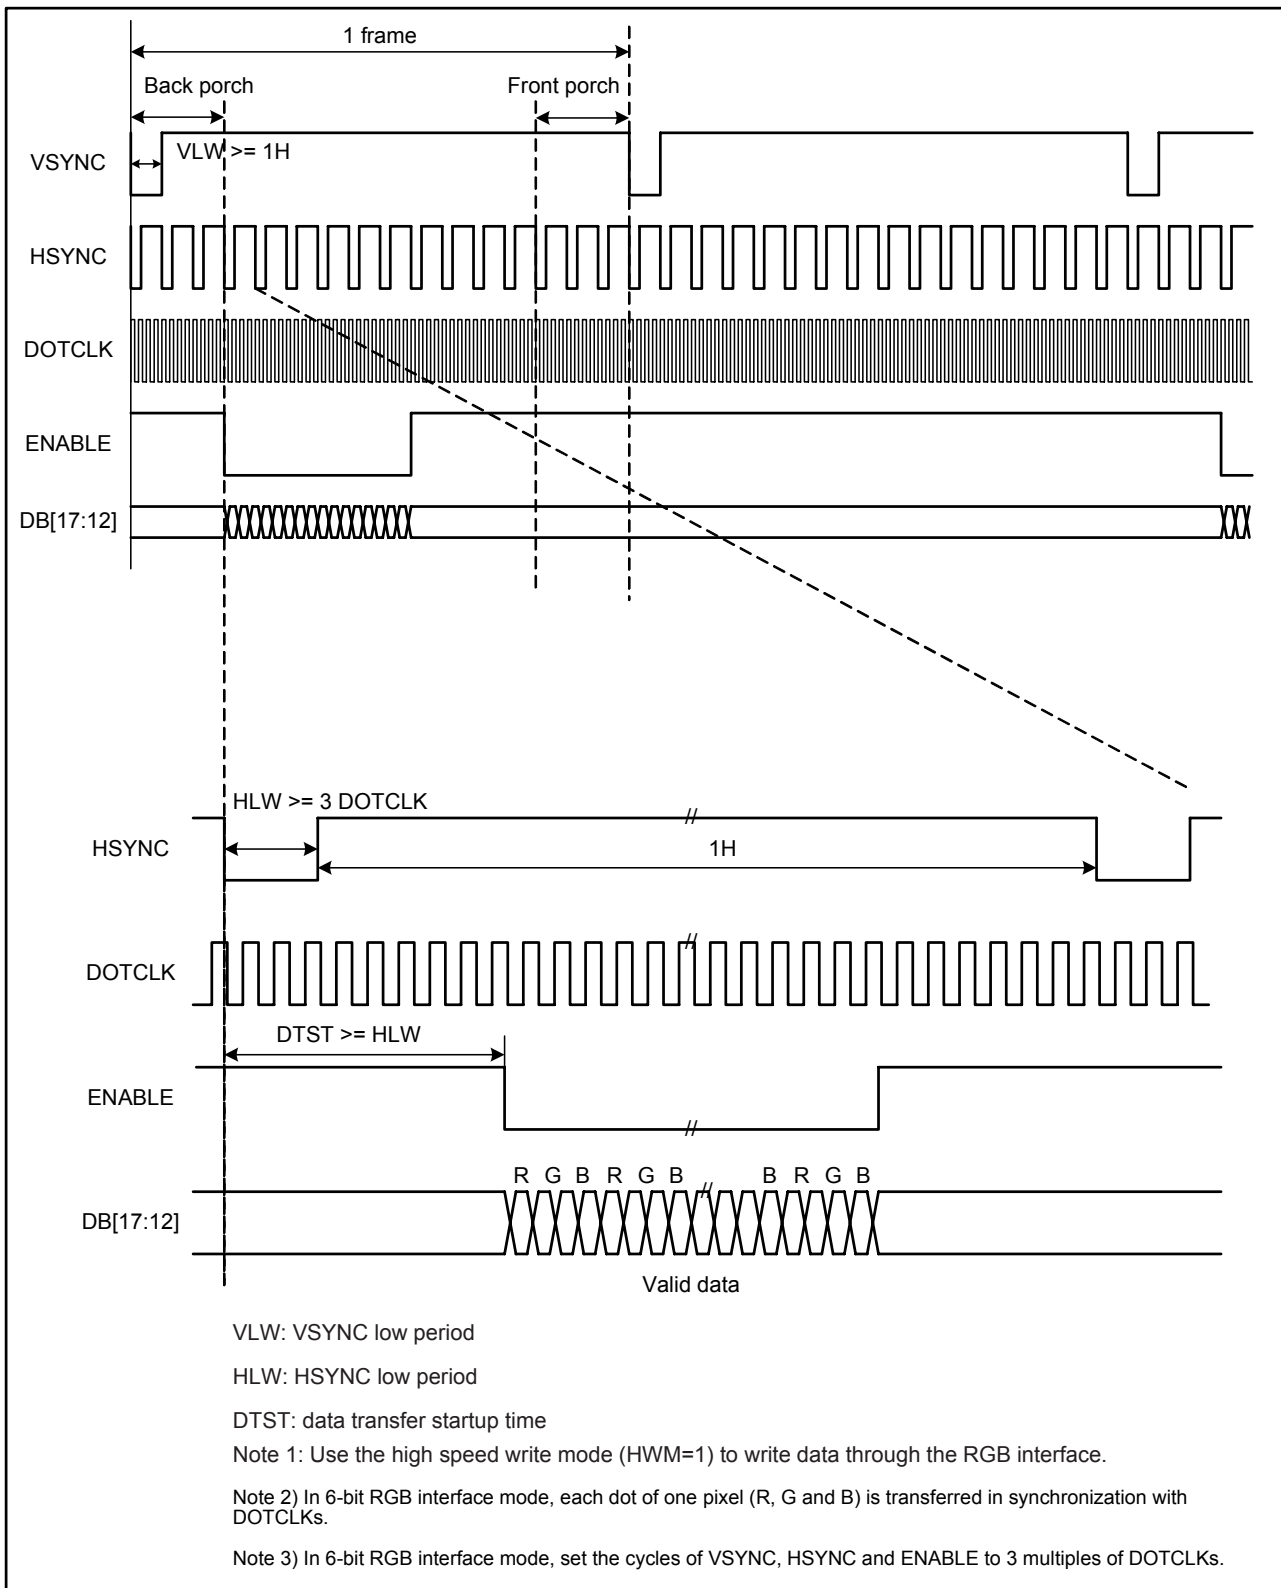 1 frame
Back porch
Front porch
VLW >= 1H
VSYNC
HSYNC
DOTCLK
ENABLE
DB[17:12]
HLW >= 3 DOTCLK
//
HSYNC
1H
//
DOTCLK
DTST >= HLW
ENABLE
//
R G B R G B B R G B
//
DB[17:12]
Valid data
VLW: VSYNC low period
HLW: HSYNC low period
DTST: data transfer startup time
Note 1: Use the high speed write mode (HWM=1) to write data through the RGB interface.
Note 2) In 6-bit RGB interface mode, each dot of one pixel (R, G and B) is transferred in synchronization with
DOTCLKs.
Note 3) In 6-bit RGB interface mode, set the cycles of VSYNC, HSYNC and ENABLE to 3 multiples of DOTCLKs.